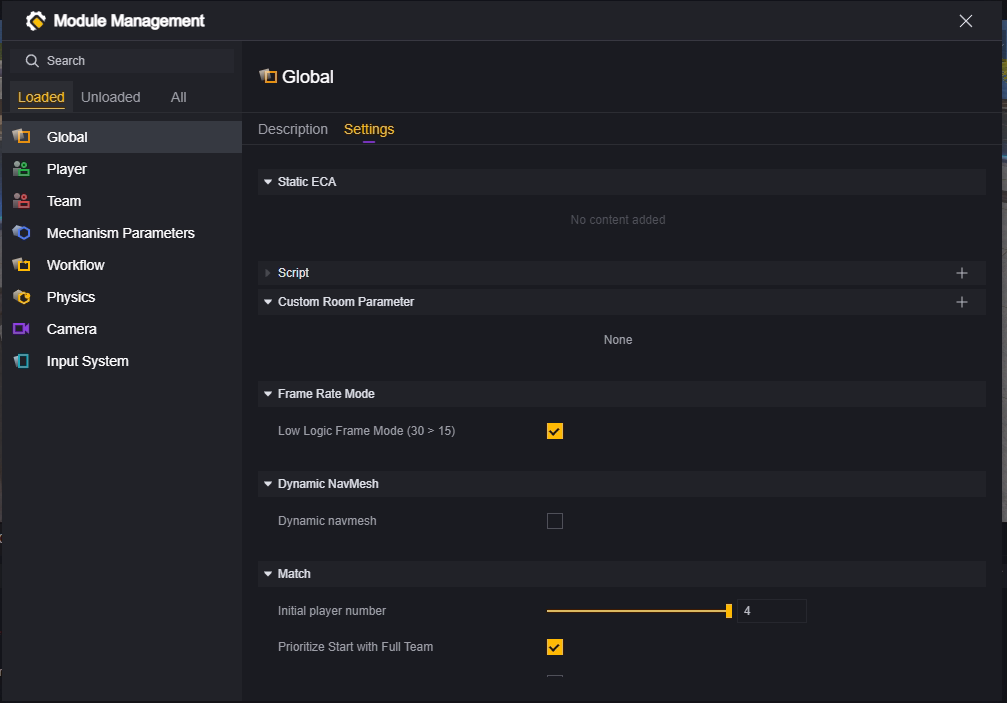 Module Management
Search
Loaded Unloaded All
Global
Player
Team
Mechanism Parameters
Workflow
Physics
Camera
Input System
Global
Description Settings
Static ECA
No content added
Script
Custom Room Parameter
None
Frame Rate Mode
Low Logic Frame Mode (30 > 15)
Dynamic NavMesh
Dynamic navmesh
Match
Initial player number 4
Prioritize Start with Full Team